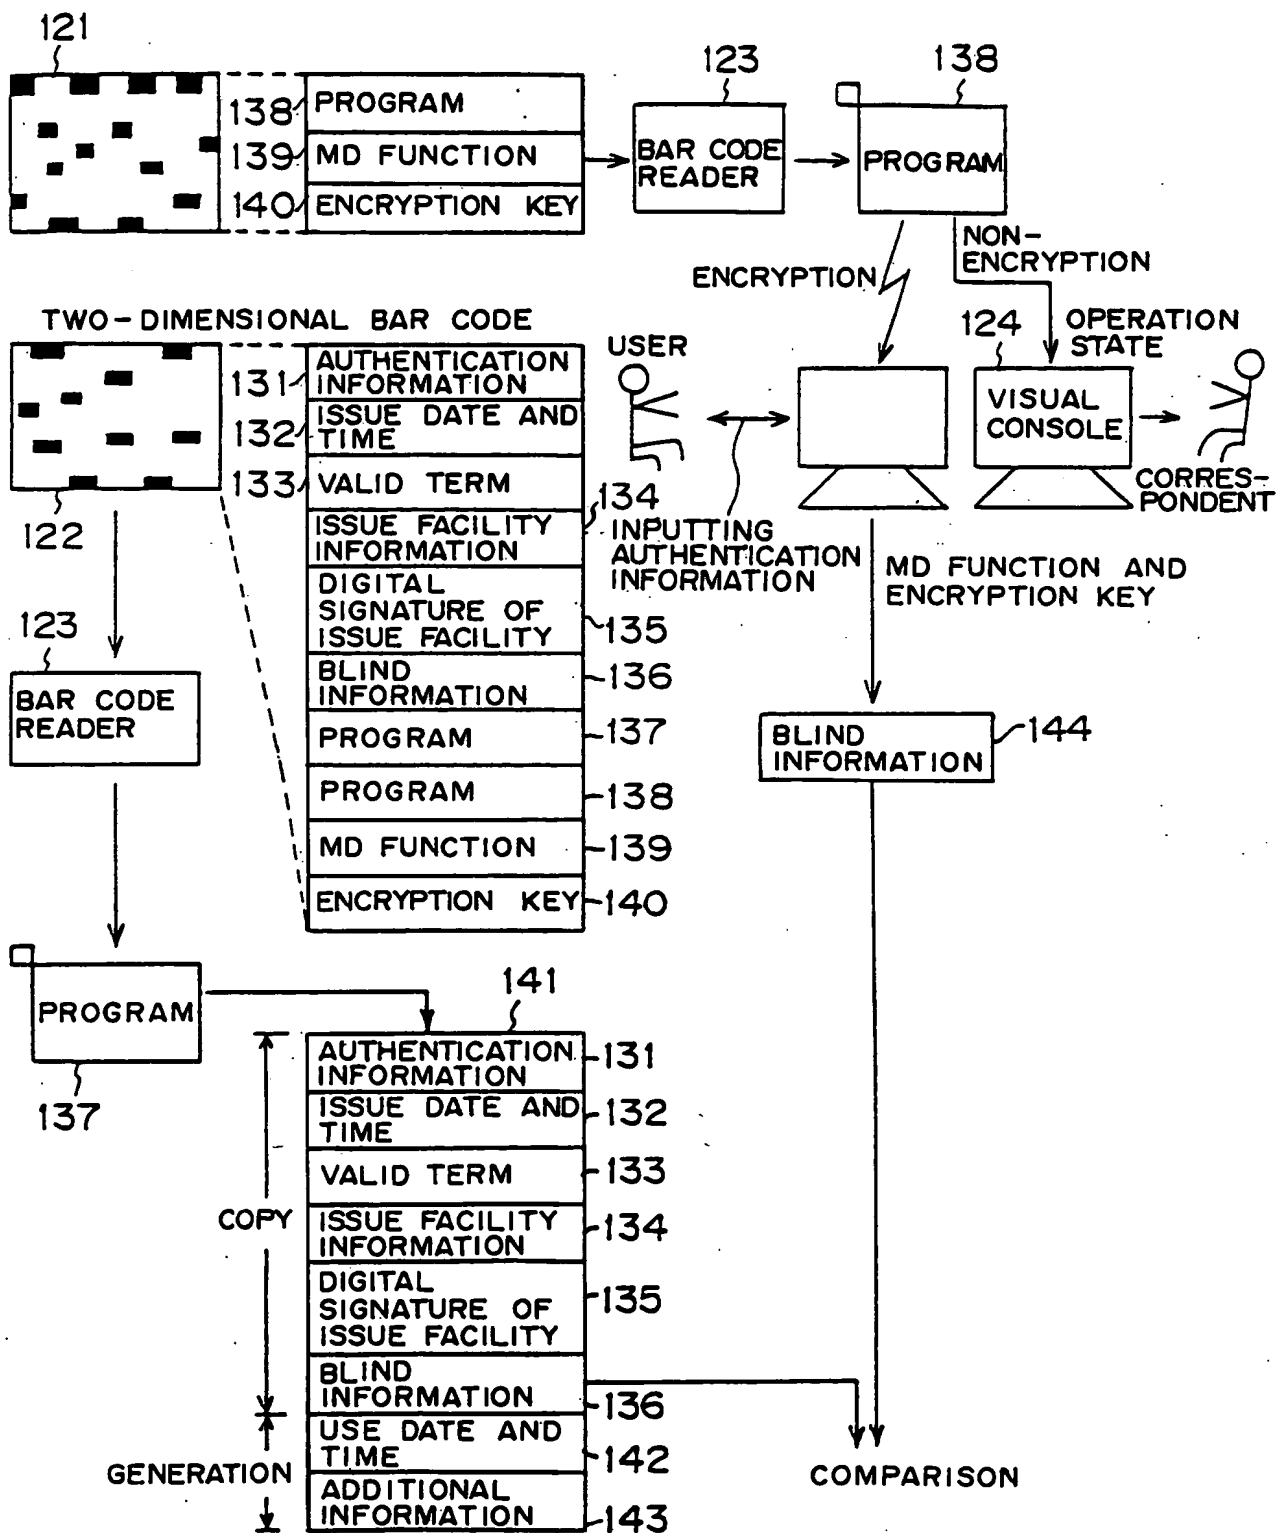 121
138 PROGRAM
139 MD FUNCTION
140 ENCRYPTION KEY
123
BAR CODE
READER
138
PROGRAM
ENCRYPTION
NON-
ENCRYPTION
TWO-DIMENSIONAL BAR CODE
122
131 AUTHENTICATION
INFORMATION
132 ISSUE DATE AND
TIME
133 VALID TERM
ISSUE FACILITY
INFORMATION
134
DIGITAL
SIGNATURE OF
ISSUE FACILITY
135
BLIND
INFORMATION
136
PROGRAM 137
PROGRAM 138
MD FUNCTION 139
ENCRYPTION KEY 140
USER
INPUTTING
AUTHENTICATION
INFORMATION
124
OPERATION
STATE
VISUAL
CONSOLE
CORRES-
PONDENT
MD FUNCTION AND
ENCRYPTION KEY
BLIND
INFORMATION
144
123
BAR CODE
READER
PROGRAM
137
141
AUTHENTICATION
INFORMATION
131
ISSUE DATE AND
TIME
132
VALID TERM 133
ISSUE FACILITY
INFORMATION
134
DIGITAL
SIGNATURE OF
ISSUE FACILITY
135
BLIND
INFORMATION
136
USE DATE AND
TIME
142
ADDITIONAL
INFORMATION
143
COPY
GENERATION
COMPARISON